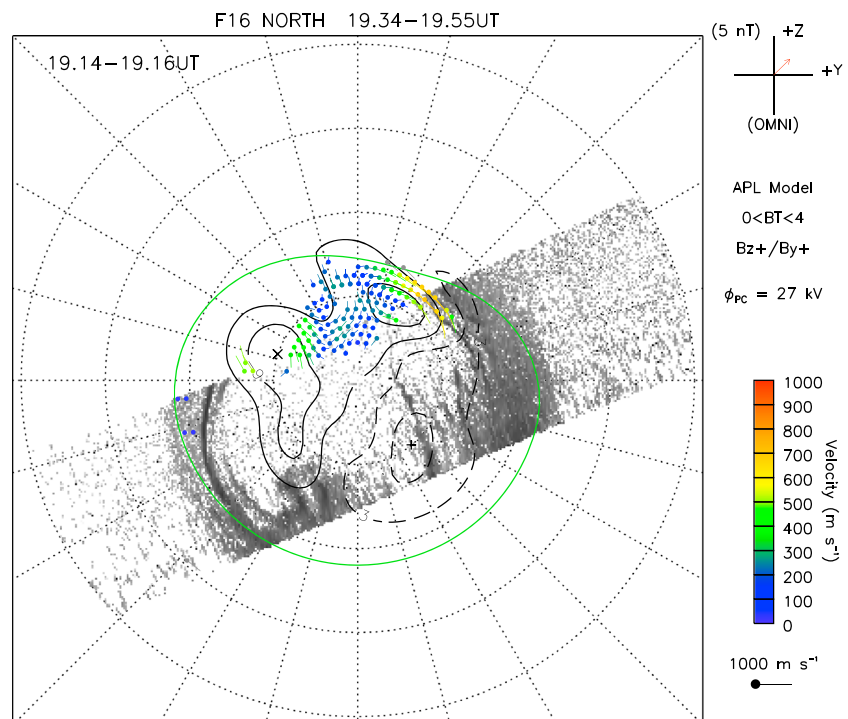 F16 NORTH 19.34−19.55UT
19.14−19.16UT
(5 nT)
+Z
+Y
(OMNI)
APL Model
0<BT<4
Bz+/By+
ϕPC = 27 kV
1000
900
800
700
600
500
400
300
200
100
0
Velocity (m s⁻¹)
1000 m s⁻¹